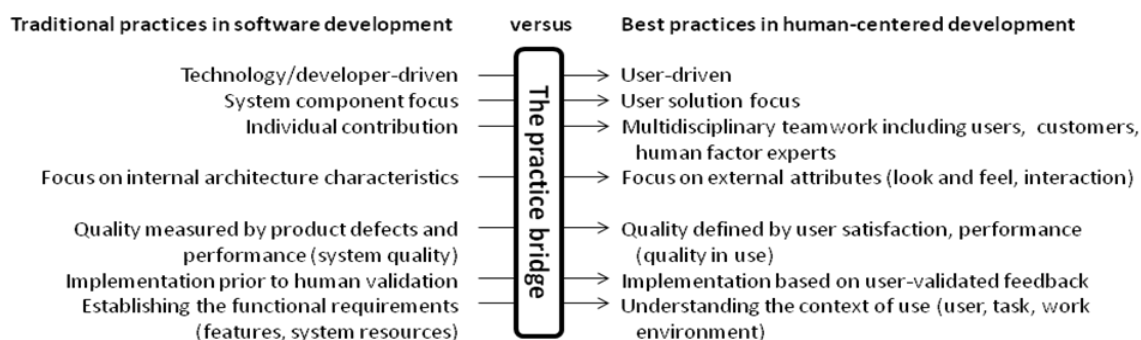 Traditional practices in software development versus Best practices in human-centered development
Technology/developer-driven User-driven
System component focus User solution focus
Individual contribution Multidisciplinary teamwork including users, customers,
human factor experts
Focus on internal architecture characteristics Focus on external attributes (look and feel, interaction)
Quality measured by product defects and Quality defined by user satisfaction, performance
performance (system quality) (quality in use)
Implementation prior to human validation Implementation based on user-validated feedback
Establishing the functional requirements Understanding the context of use (user, task, work
(features, system resources) environment)
The practice bridge